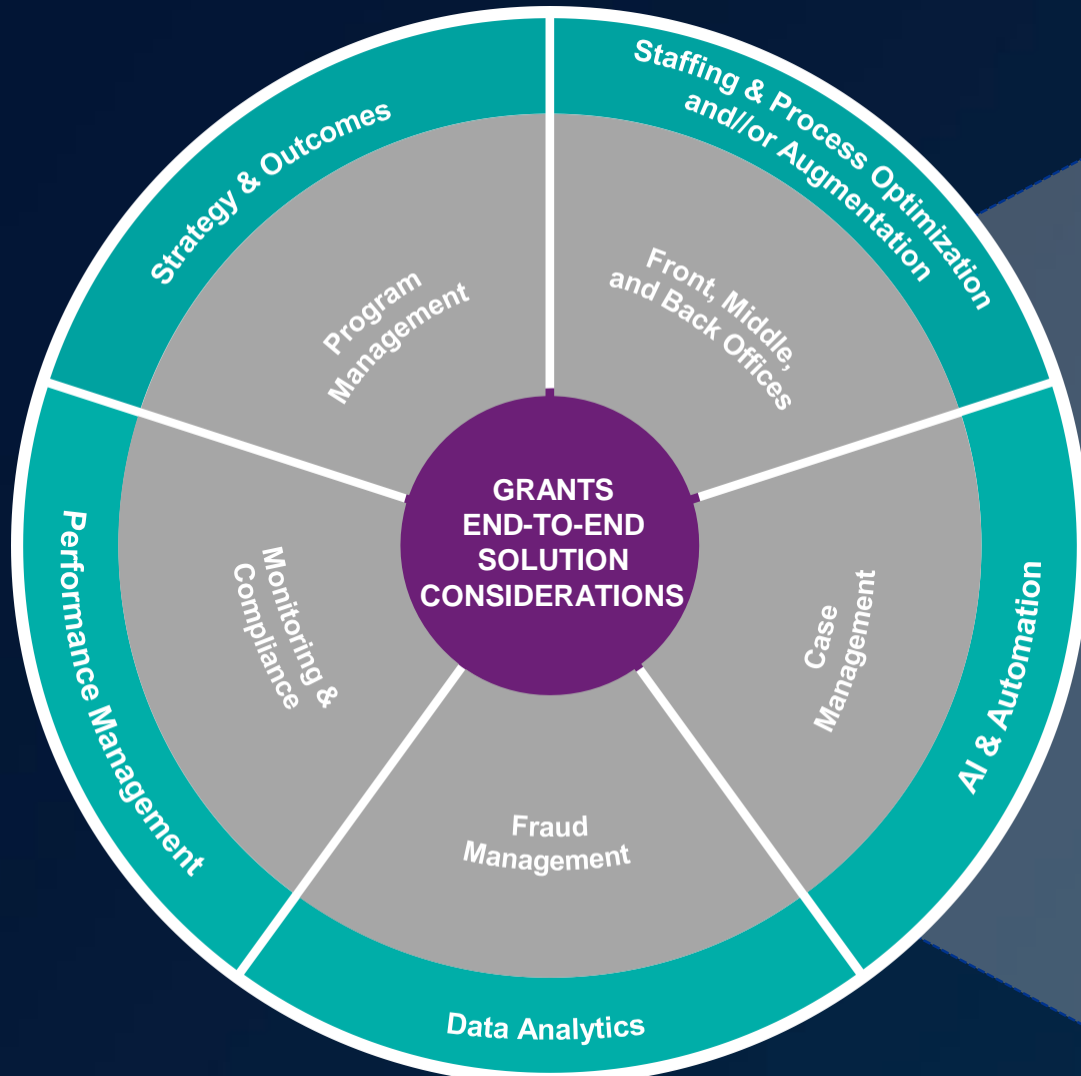 Strategy & Outcomes
Staffing & Process Optimization
and//or Augmentation
Program
Management
Front, Middle,
and Back Offices
GRANTS
END-TO-END
SOLUTION
CONSIDERATIONS
Performance Management
Monitoring &
Compliance
Case
Management
AI & Automation
Fraud
Management
Data Analytics